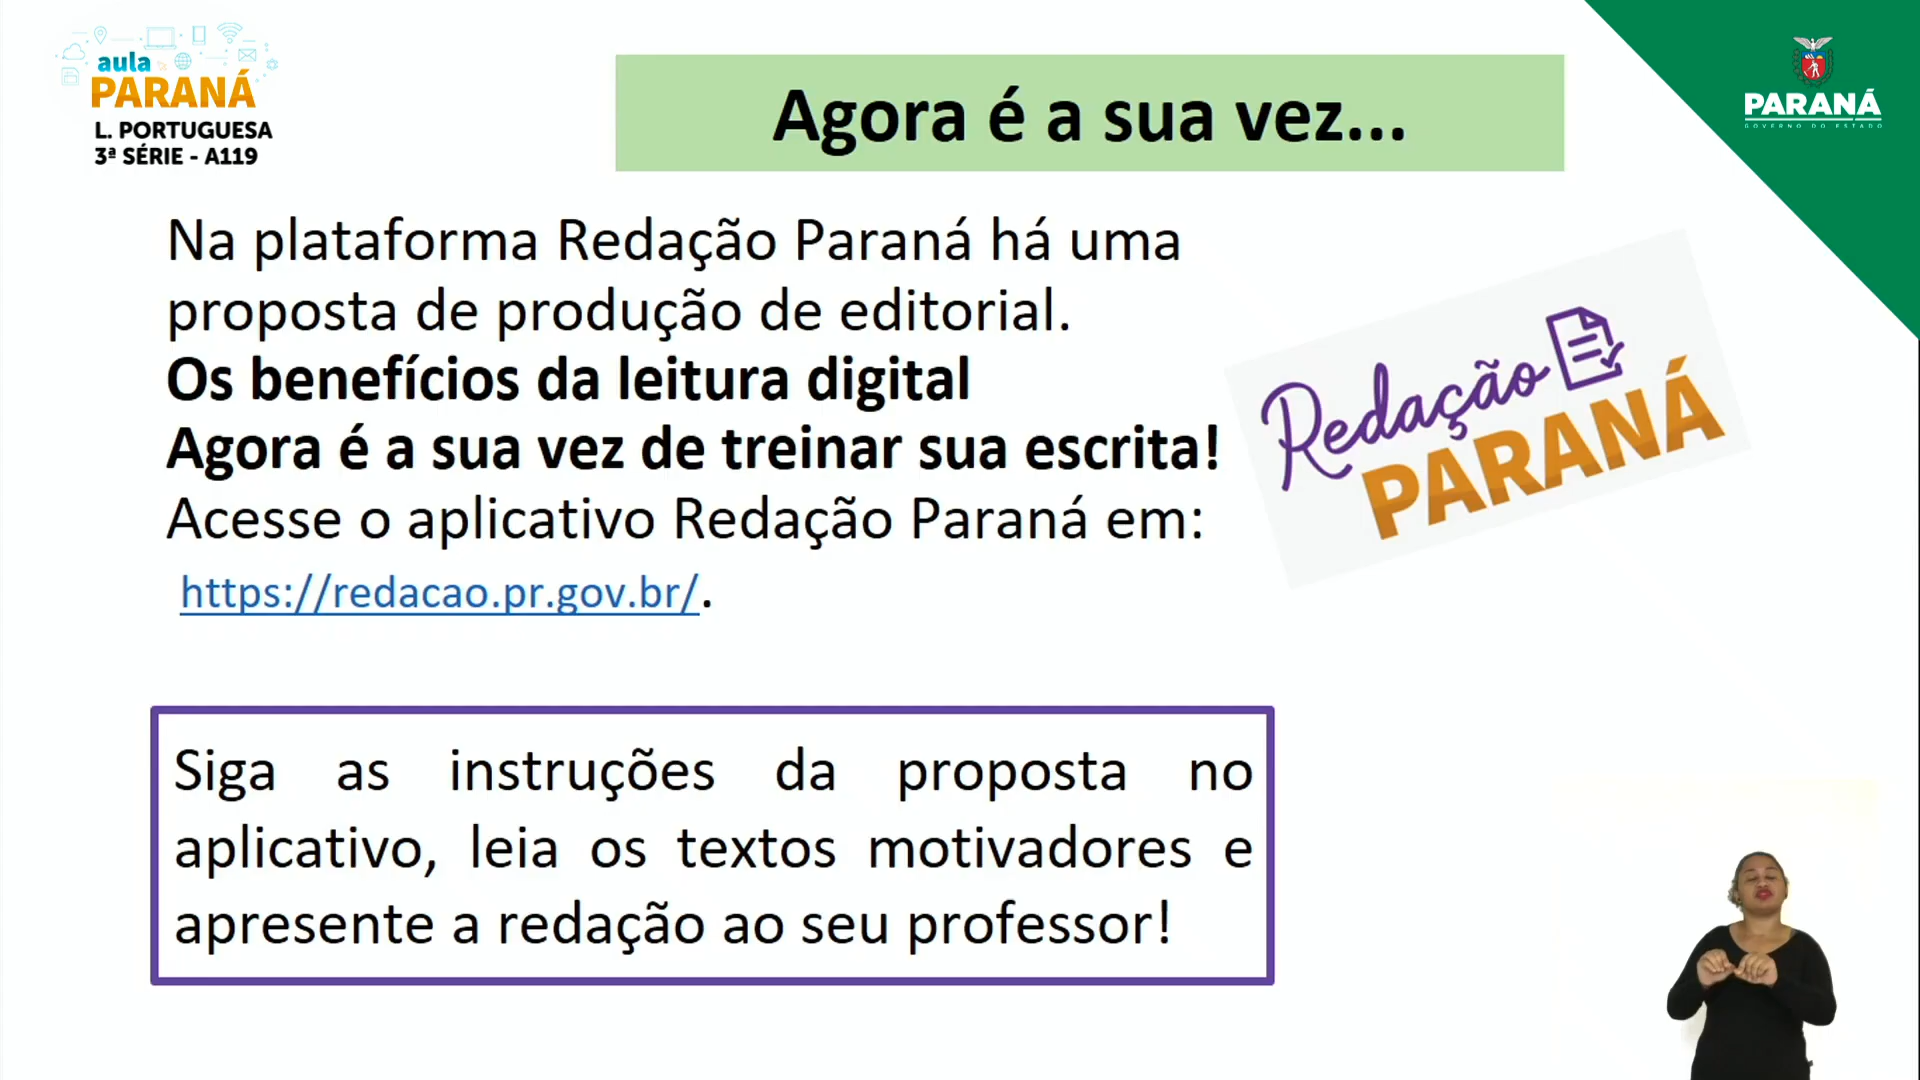 aula
PARANÁ
L. PORTUGUESA
3ª SÉRIE - A119
Agora é a sua vez...
PARANÁ
GOVERNO DO ESTADO
Na plataforma Redação Paraná há uma
proposta de produção de editorial.
Os benefícios da leitura digital
Agora é a sua vez de treinar sua escrita!
Acesse o aplicativo Redação Paraná em:
https://redacao.pr.gov.br/.
Redação
PARANÁ
Siga as instruções da proposta no
aplicativo, leia os textos motivadores e
apresente a redação ao seu professor!